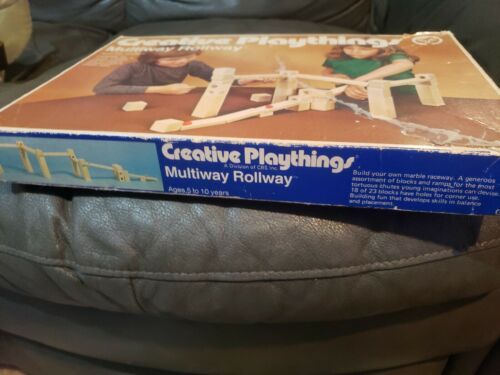 Creative Playthings
Multiway Rollway
Creative Playthings
A Division of CBS Inc.
Multiway Rollway™
Ages 5 to 10 years
Build your own marble raceway. A generous
assortment of blocks and ramps for the most
tortuous chutes young imaginations can devise.
18 of 23 blocks have holes for corner use.
Building fun that develops skills in balance
and placement.